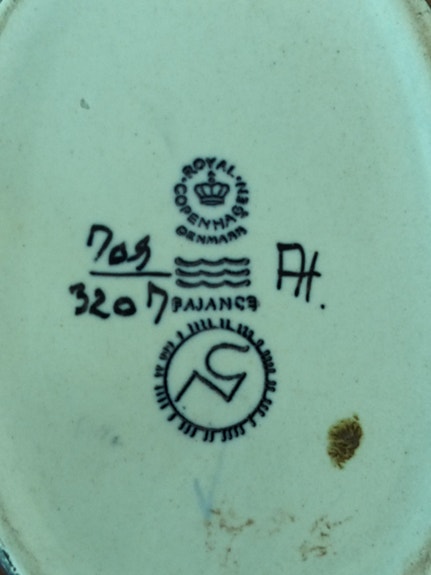 ROYAL COPENHAGEN
DENMARK
709
3207
FAJANCE
AH.